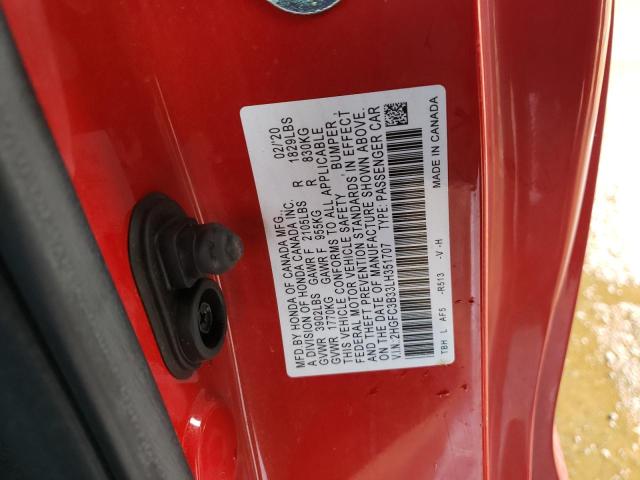 MFD BY HONDA OF CANADA MFG. 02/'20
A DIVISION OF HONDA CANADA INC.
GVWR 3902LBS GAWR F 2105LBS R 1829LBS
GVWR 1770KG GAWR F 955KG R 830KG
THIS VEHICLE CONFORMS TO ALL APPLICABLE
FEDERAL MOTOR VEHICLE SAFETY , BUMPER ,
AND THEFT PREVENTION STANDARDS IN EFFECT
ON THE DATE OF MANUFACTURE SHOWN ABOVE.
V.I.N.: 2HGFC3B33LH351707 TYPE: PASSENGER CAR
TBH L AF5 -R513 -V -H
MADE IN CANADA